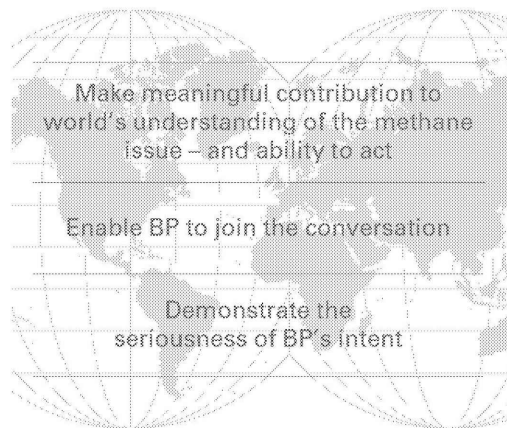 Make meaningful contribution to
world's understanding of the methane
issue – and ability to act
Enable BP to join the conversation
Demonstrate the
seriousness of BP's intent